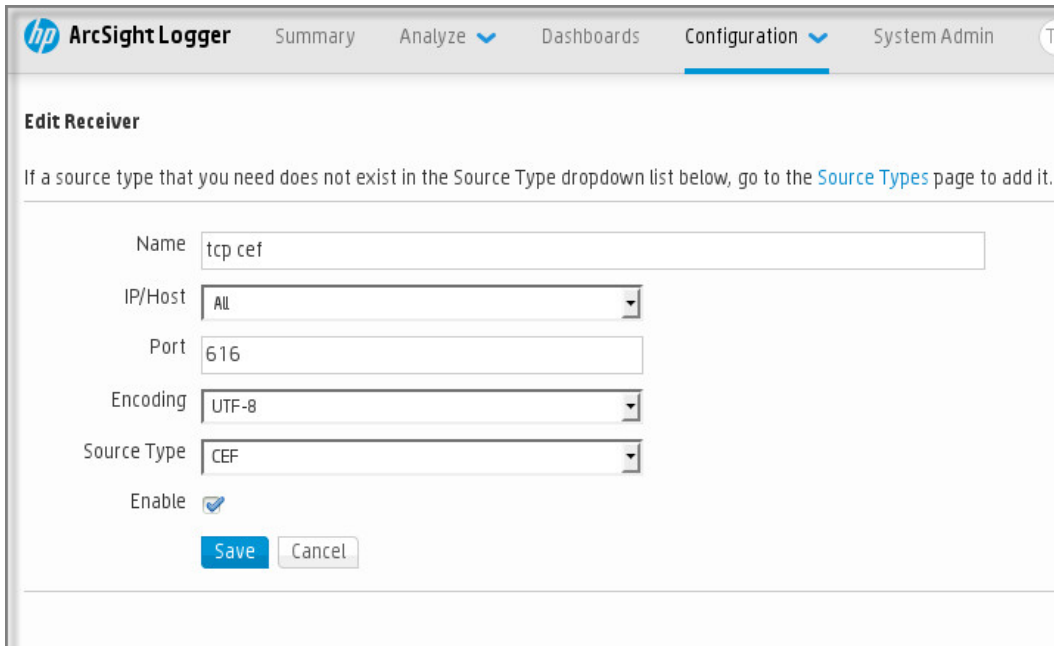 hp ArcSight Logger Summary Analyze Dashboards Configuration System Admin T
Edit Receiver
If a source type that you need does not exist in the Source Type dropdown list below, go to the Source Types page to add it.
Name tcp cef
IP/Host All
Port 616
Encoding UTF-8
Source Type CEF
Enable
Save Cancel